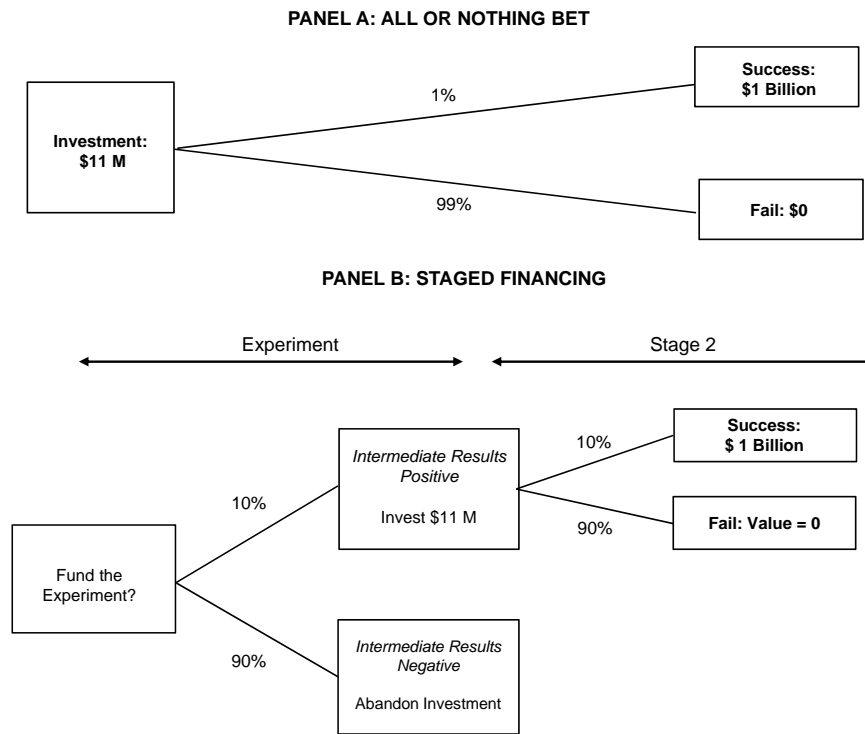 PANEL A: ALL OR NOTHING BET
Investment:
$11 M
1%
99%
Success:
$1 Billion
Fail: $0
PANEL B: STAGED FINANCING
Experiment
Stage 2
Fund the
Experiment?
10%
90%
Intermediate Results
Positive
Invest $11 M
Intermediate Results
Negative
Abandon Investment
10%
90%
Success:
$ 1 Billion
Fail: Value = 0